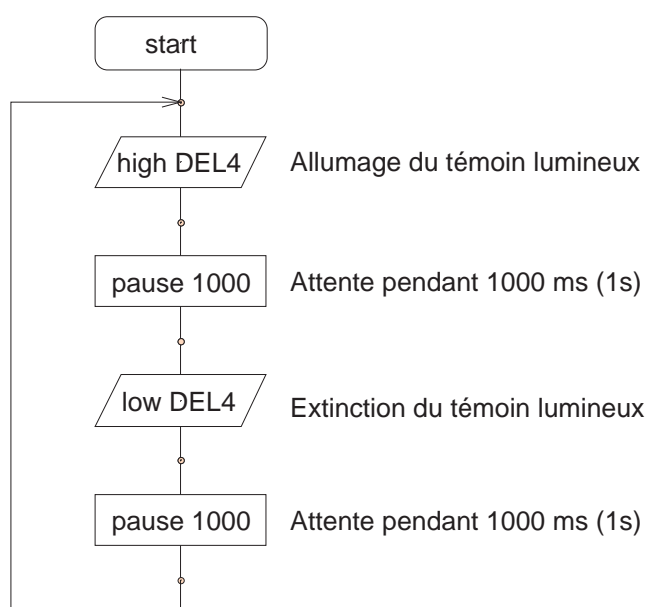 start
high DEL4 Allumage du témoin lumineux
pause 1000 Attente pendant 1000 ms (1s)
low DEL4 Extinction du témoin lumineux
pause 1000 Attente pendant 1000 ms (1s)